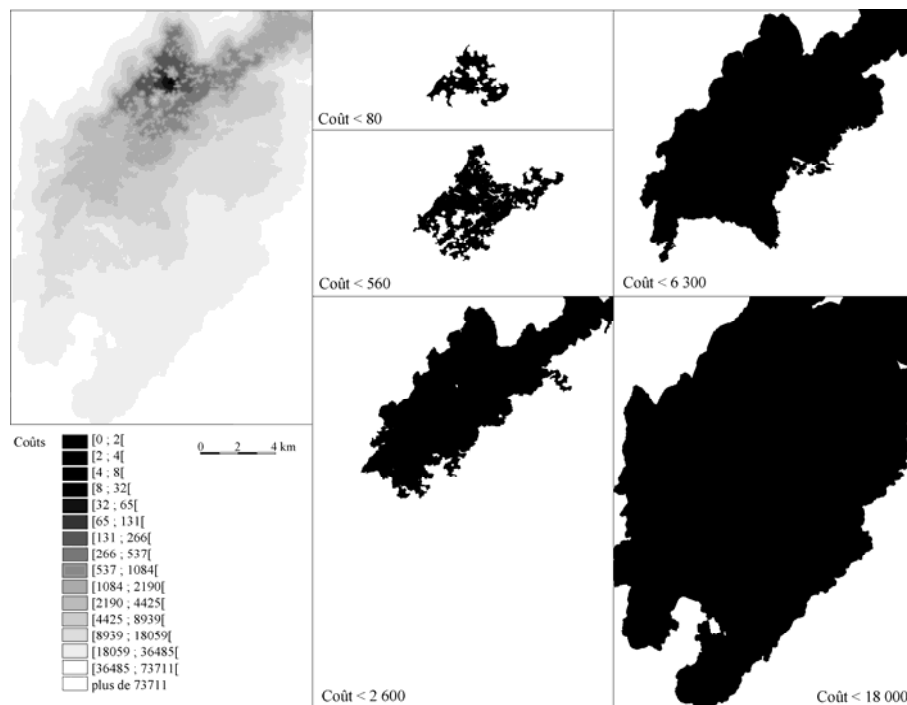 Coût < 80
Coût < 560
Coût < 6 300
Coûts
0 2 4 km
[0 ; 2[
[2 ; 4[
[4 ; 8[
[8 ; 32[
[32 ; 65[
[65 ; 131[
[131 ; 266[
[266 ; 537[
[537 ; 1084[
[1084 ; 2190[
[2190 ; 4425[
[4425 ; 8939[
[8939 ; 18059[
[18059 ; 36485[
[36485 ; 73711[
plus de 73711
Coût < 2 600
Coût < 18 000